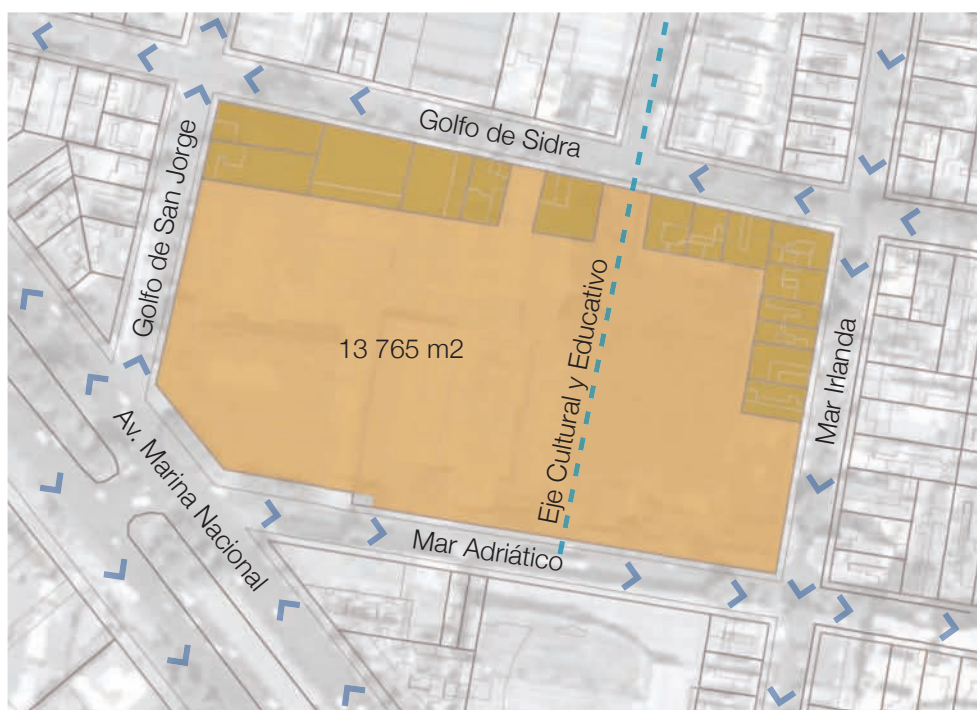 Golfo de Sidra
Golfo de San Jorge
Eje Cultural y Educativo
13 765 m2
Mar Irlanda
Av. Marina Nacional
Mar Adriático